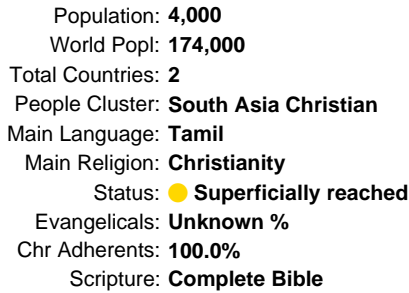 Population: 4,000
World Popl: 174,000
Total Countries: 2
People Cluster: South Asia Christian
Main Language: Tamil
Main Religion: Christianity
Status: Superficially reached
Evangelicals: Unknown %
Chr Adherents: 100.0%
Scripture: Complete Bible